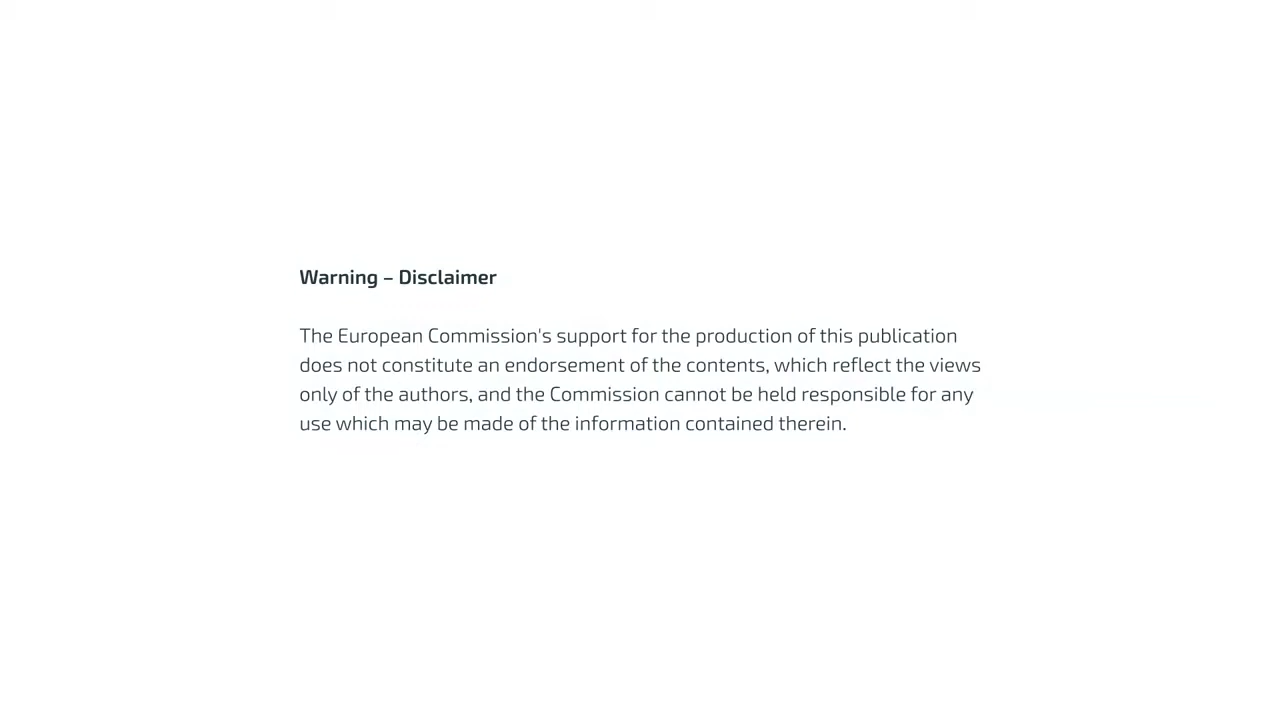 Warning – Disclaimer
The European Commission's support for the production of this publication
does not constitute an endorsement of the contents, which reflect the views
only of the authors, and the Commission cannot be held responsible for any
use which may be made of the information contained therein.